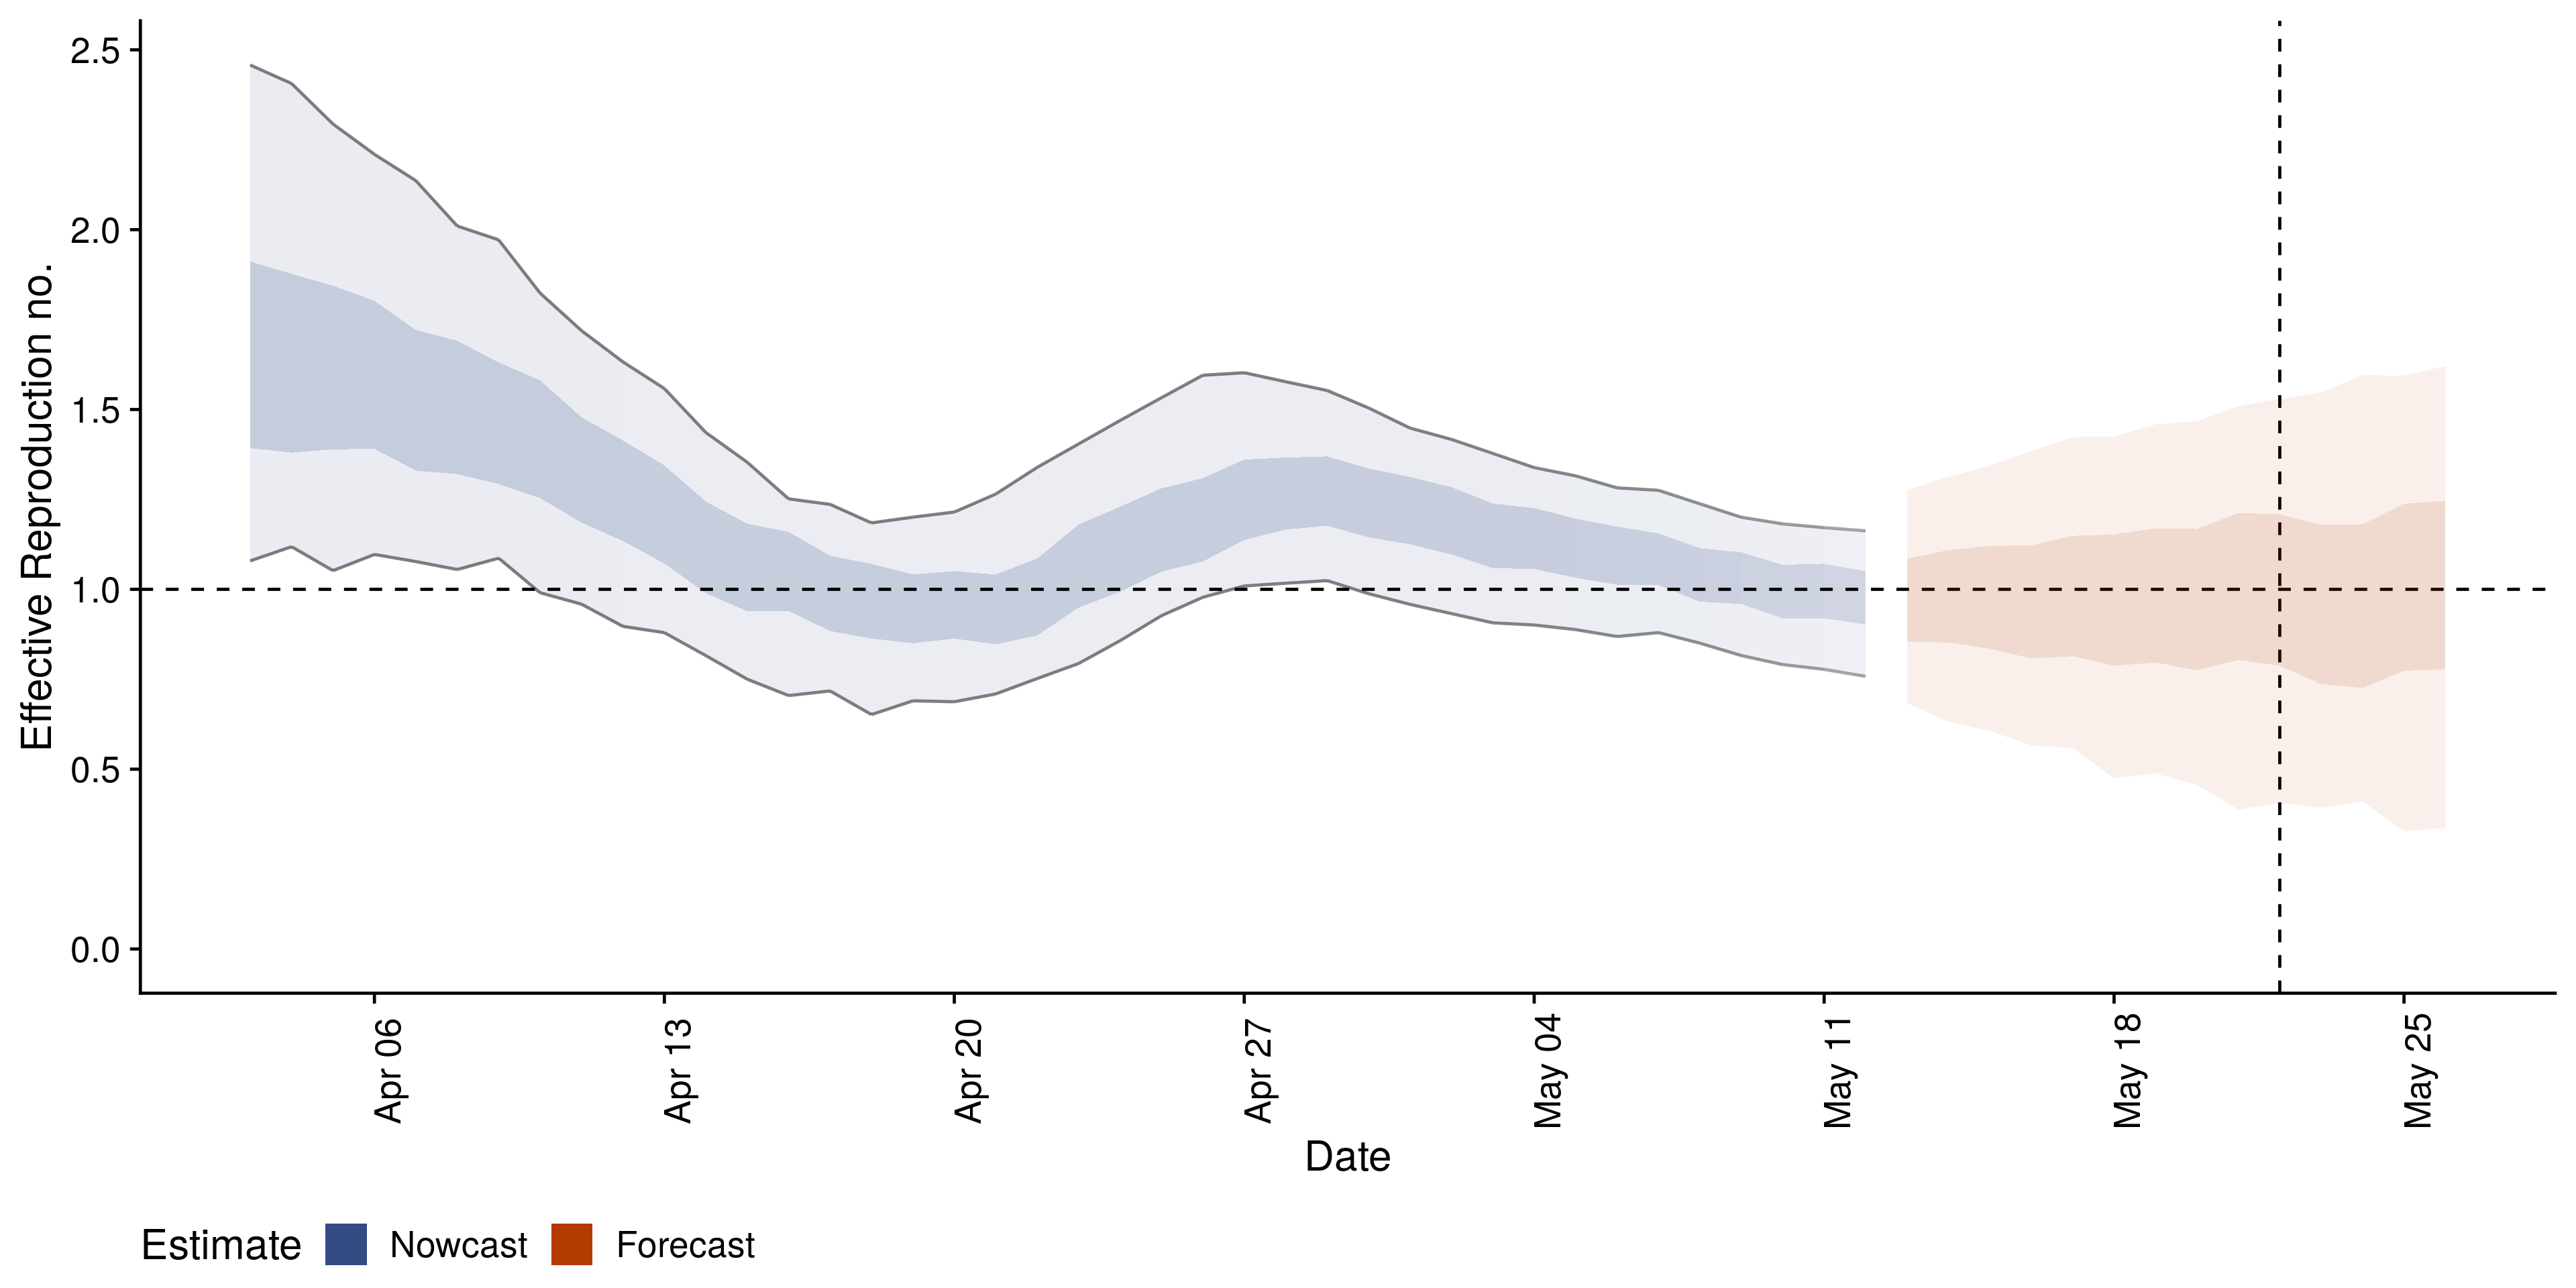 Effective Reproduction no.
2.5
2.0
1.5
1.0
0.5
0.0
Apr 06
Apr 13
Apr 20
Apr 27
May 04
May 11
May 18
May 25
Date
Estimate Nowcast Forecast